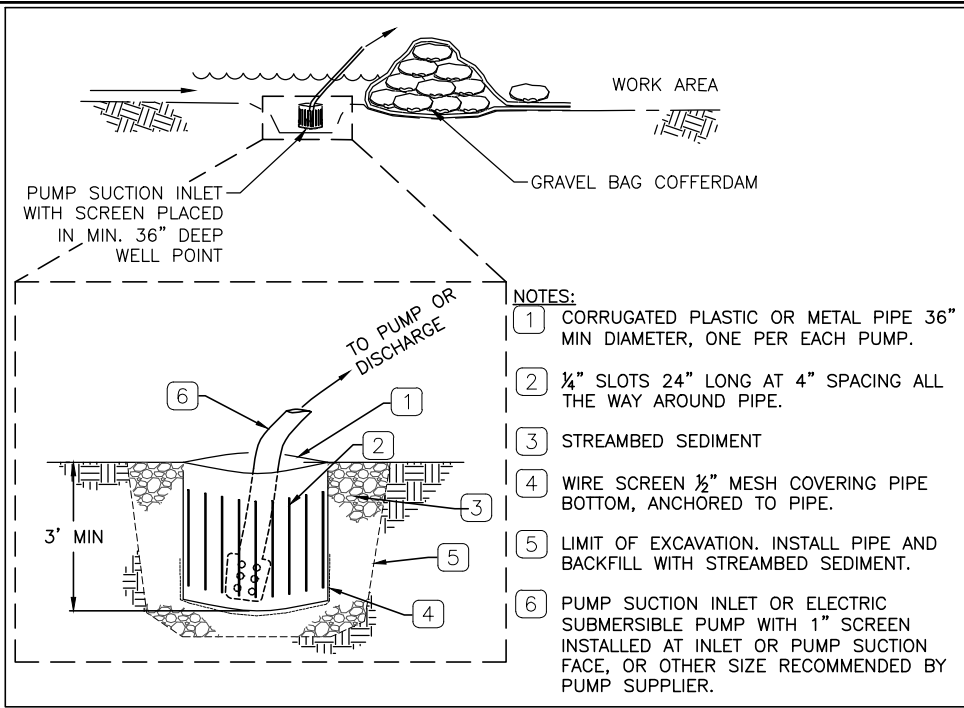 WORK AREA
GRAVEL BAG COFFERDAM
PUMP SUCTION INLET
WITH SCREEN PLACED
IN MIN. 36" DEEP
WELL POINT
TO PUMP OR
DISCHARGE
6
1
2
3
5
4
3' MIN
NOTES:
1 CORRUGATED PLASTIC OR METAL PIPE 36"
MIN DIAMETER, ONE PER EACH PUMP.
2 ¼" SLOTS 24" LONG AT 4" SPACING ALL
THE WAY AROUND PIPE.
3 STREAMBED SEDIMENT
4 WIRE SCREEN ½" MESH COVERING PIPE
BOTTOM, ANCHORED TO PIPE.
5 LIMIT OF EXCAVATION. INSTALL PIPE AND
BACKFILL WITH STREAMBED SEDIMENT.
6 PUMP SUCTION INLET OR ELECTRIC
SUBMERSIBLE PUMP WITH 1" SCREEN
INSTALLED AT INLET OR PUMP SUCTION
FACE, OR OTHER SIZE RECOMMENDED BY
PUMP SUPPLIER.